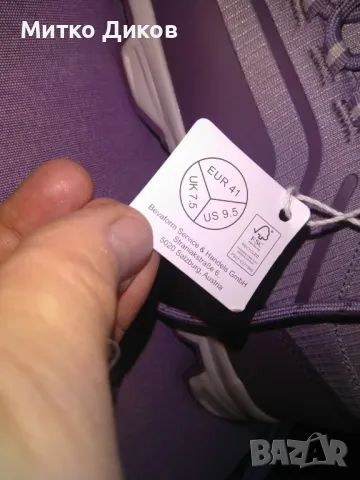 Митко Диков
EUR 41
UK 7.5
US 9.5
Bevaform Service & Handels GmbH
Straniakstraße 6,
5020 Salzburg, Austria
FSC
BAZAR